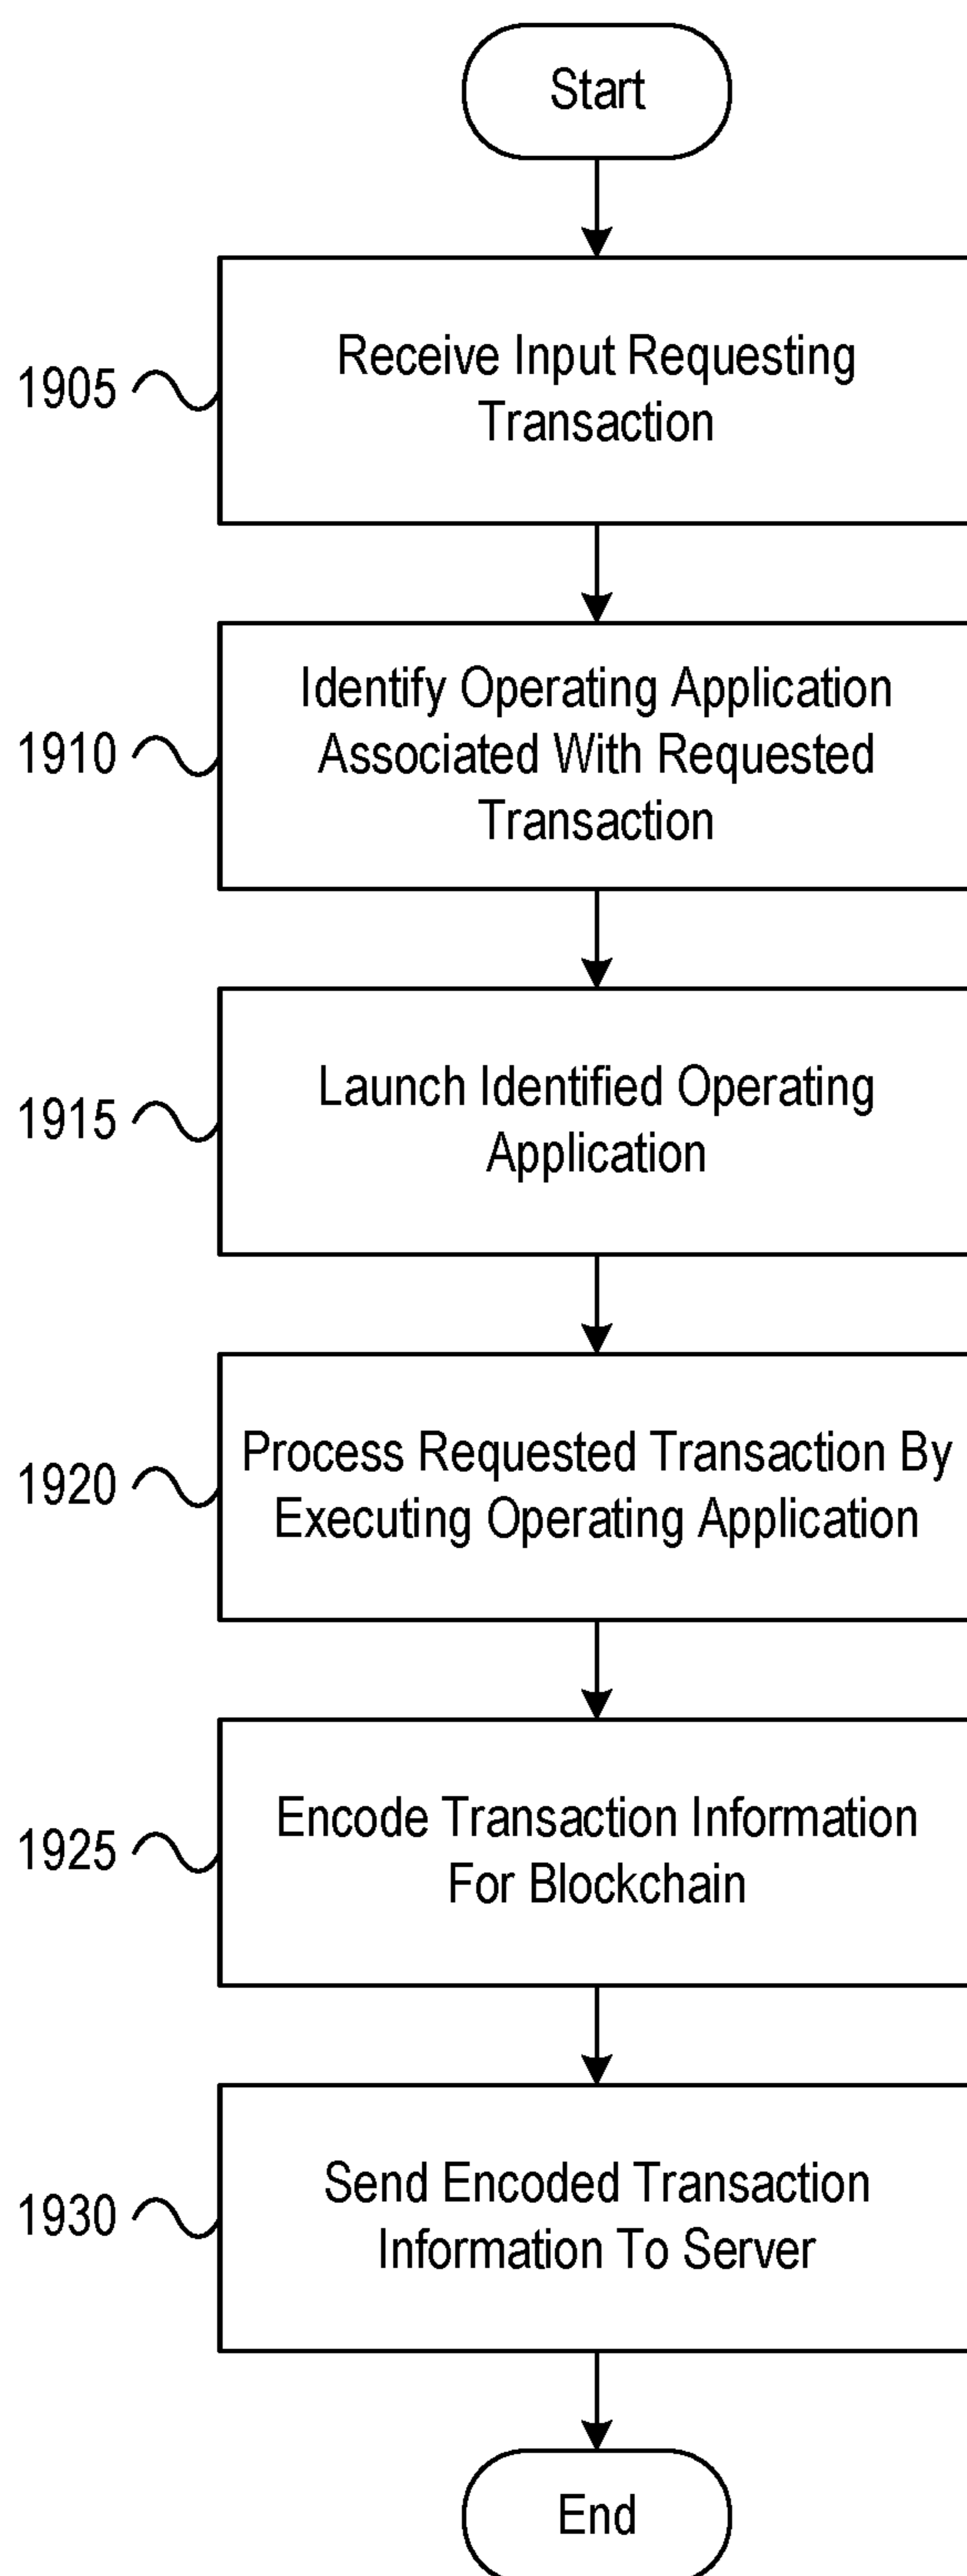 Start
1905
Receive Input Requesting
Transaction
1910
Identify Operating Application
Associated With Requested
Transaction
1915
Launch Identified Operating
Application
1920
Process Requested Transaction By
Executing Operating Application
1925
Encode Transaction Information
For Blockchain
1930
Send Encoded Transaction
Information To Server
End